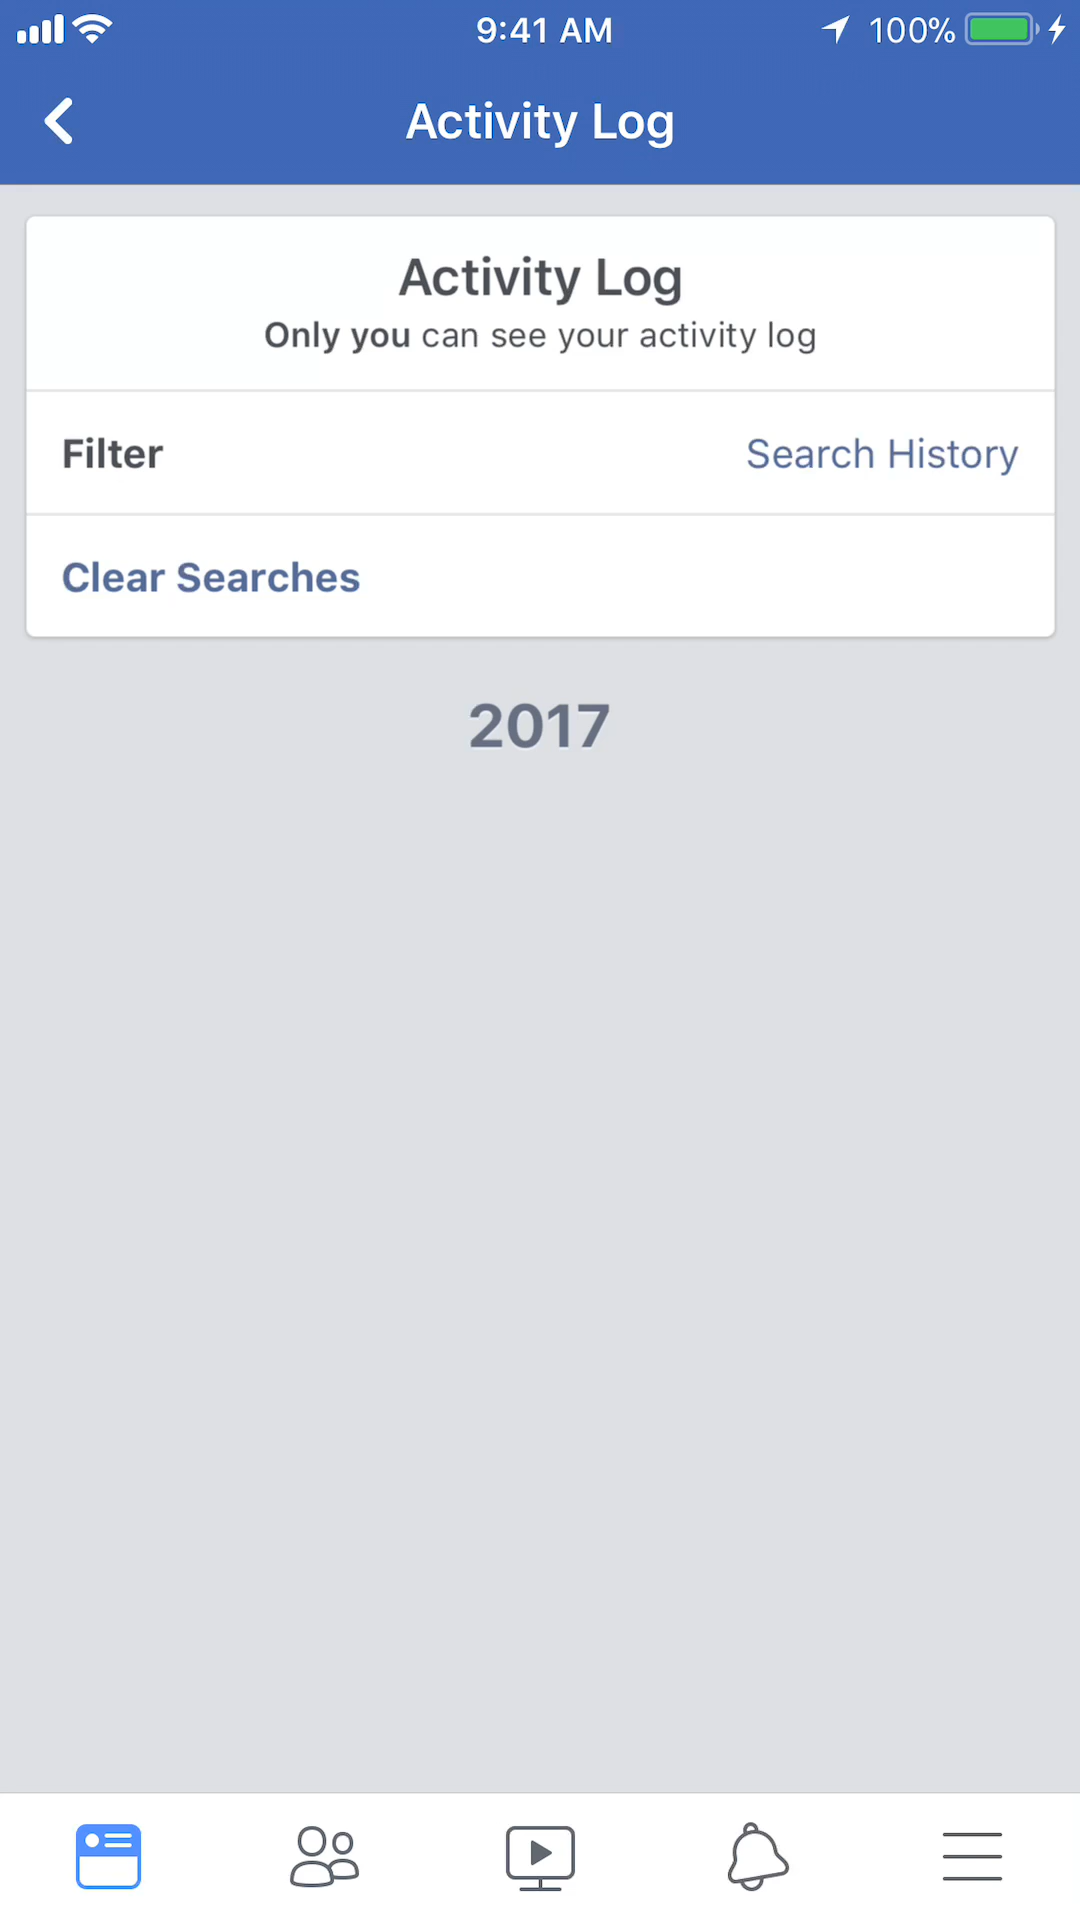 9:41 AM 100%
Activity Log
Activity Log
Only you can see your activity log
Filter Search History
Clear Searches
2017